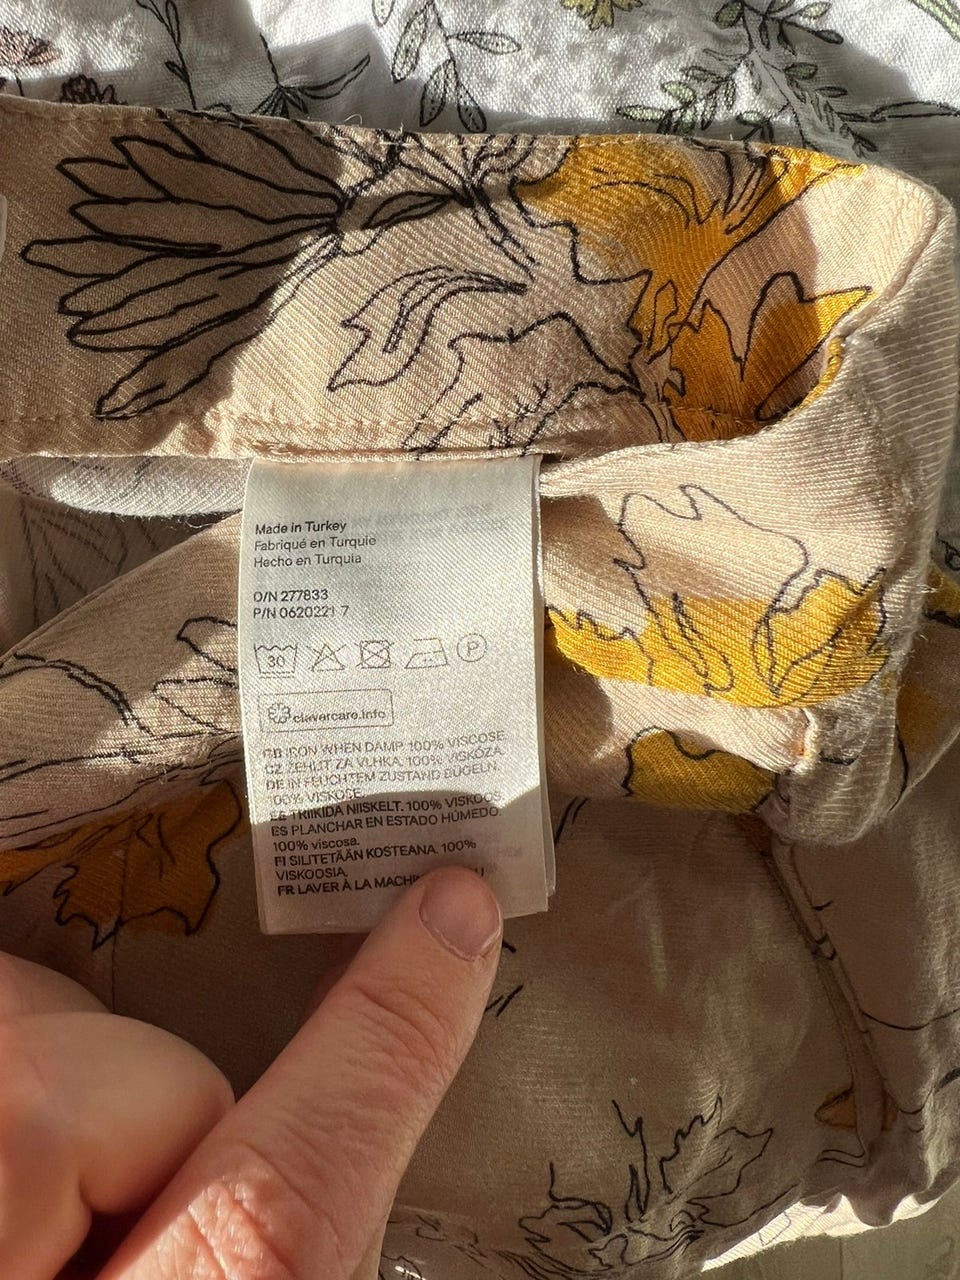 Made in Turkey
Fabriqué en Turquie
Hecho en Turquia
O/N 277833
P/N 0620221 7
30
P
clevercare.info
GB IRON WHEN DAMP. 100% VISCOSE.
CZ ŽEHLIT ZA VLHKA. 100% VISKÓZA.
DE IN FEUCHTEM ZUSTAND BÜGELN.
100% VISKOSE.
EE TRIIKIDA NIISKELT. 100% VISKOOS.
ES PLANCHAR EN ESTADO HÚMEDO.
100% viscosa.
FI SILITETÄÄN KOSTEANA. 100%
VISKOOSIA.
FR LAVER À LA